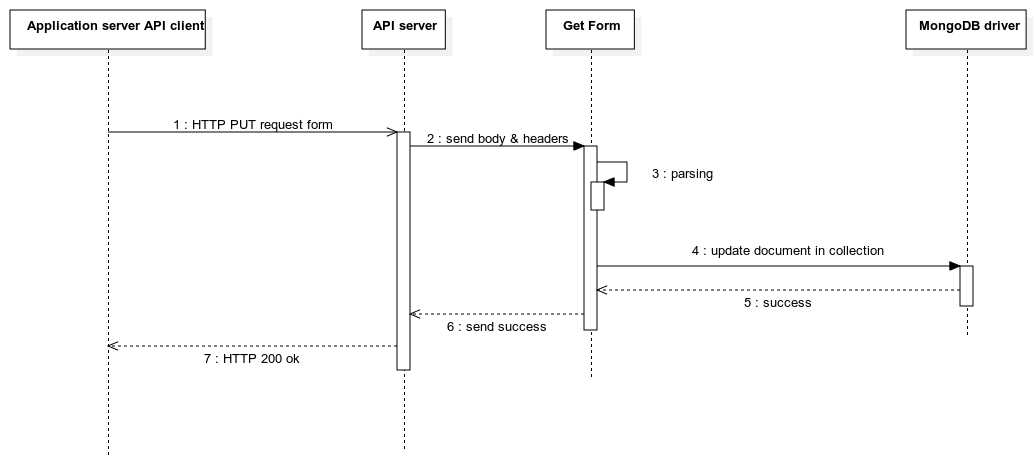 Application server API client
API server
Get Form
MongoDB driver
1 : HTTP PUT request form
2 : send body & headers
3 : parsing
4 : update document in collection
5 : success
6 : send success
7 : HTTP 200 ok